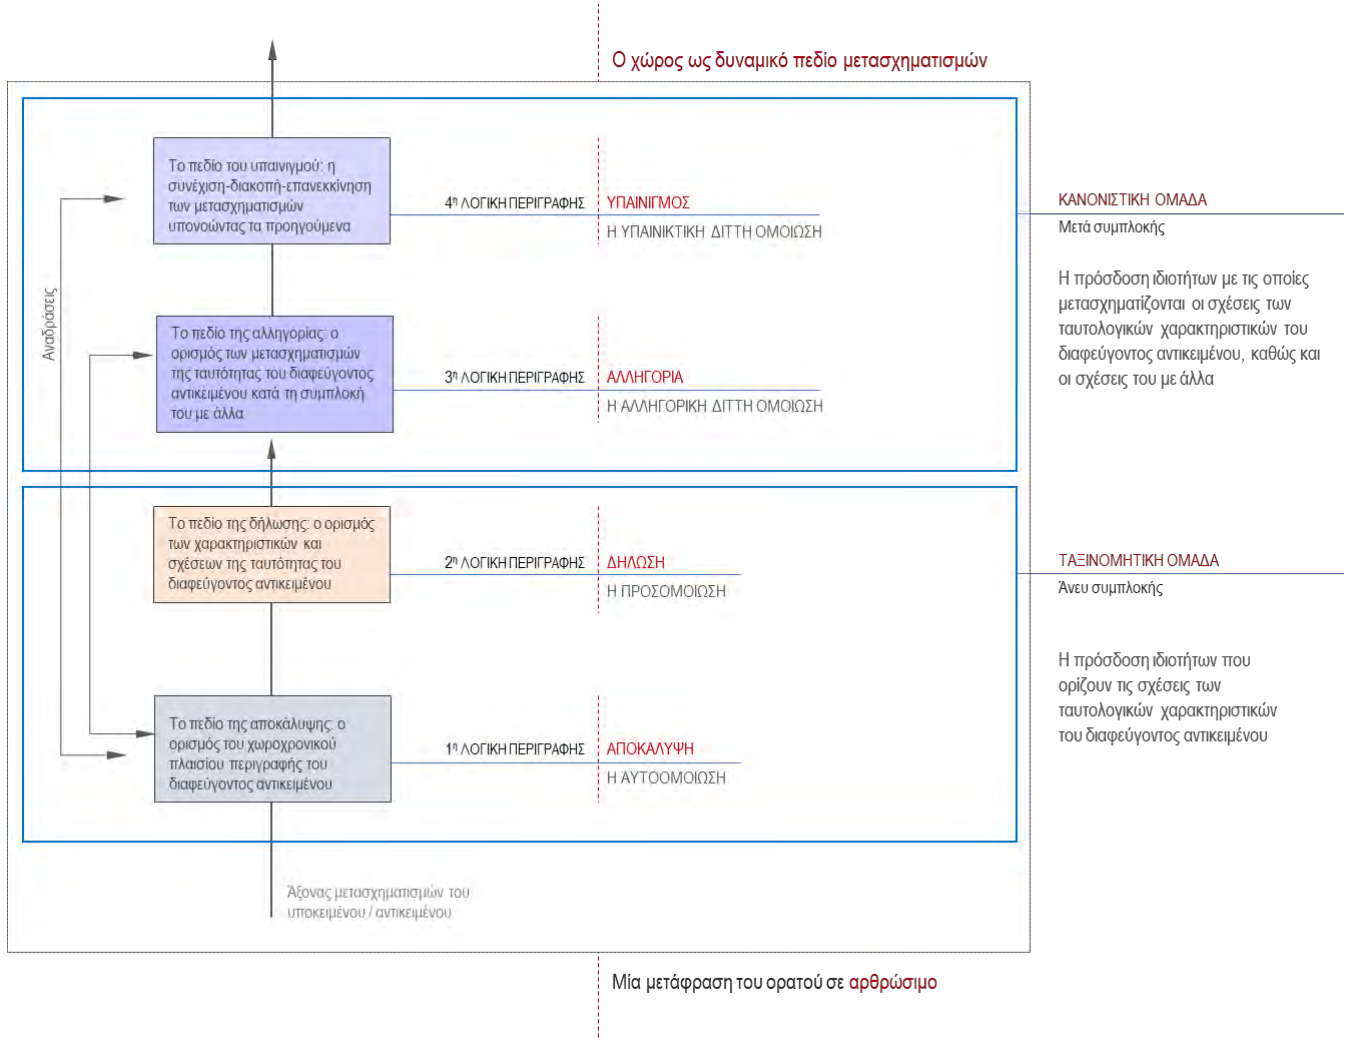 Ο χώρος ως δυναμικό πεδίο μετασχηματισμών
Το πεδίο του υπαινιγμού: η
συνέχιση-διακοπή-επανεκκίνηση
των μετασχηματισμών
υπονοώντας τα προηγούμενα
4η ΛΟΓΙΚΗ ΠΕΡΙΓΡΑΦΗΣ
ΥΠΑΙΝΙΓΜΟΣ
Η ΥΠΑΙΝΙΚΤΙΚΗ ΔΙΤΤΗ ΟΜΟΙΩΣΗ
ΚΑΝΟΝΙΣΤΙΚΗ ΟΜΑΔΑ
Μετά συμπλοκής
Η πρόσδοση ιδιοτήτων με τις οποίες
μετασχηματίζονται οι σχέσεις των
ταυτολογικών χαρακτηριστικών του
διαφεύγοντος αντικειμένου, καθώς και
οι σχέσεις του με άλλα
Αναδράσεις
Το πεδίο της αλληγορίας: ο
ορισμός των μετασχηματισμών
της ταυτότητας του διαφεύγοντος
αντικειμένου κατά τη συμπλοκή
του με άλλα
3η ΛΟΓΙΚΗ ΠΕΡΙΓΡΑΦΗΣ
ΑΛΛΗΓΟΡΙΑ
Η ΑΛΛΗΓΟΡΙΚΗ ΔΙΤΤΗ ΟΜΟΙΩΣΗ
Το πεδίο της δήλωσης: ο ορισμός
των χαρακτηριστικών και
σχέσεων της ταυτότητας του
διαφεύγοντος αντικειμένου
2η ΛΟΓΙΚΗ ΠΕΡΙΓΡΑΦΗΣ
ΔΗΛΩΣΗ
Η ΠΡΟΣΟΜΟΙΩΣΗ
ΤΑΞΙΝΟΜΗΤΙΚΗ ΟΜΑΔΑ
Άνευ συμπλοκής
Η πρόσδοση ιδιοτήτων που
ορίζουν τις σχέσεις των
ταυτολογικών χαρακτηριστικών
του διαφεύγοντος αντικειμένου
Το πεδίο της αποκάλυψης: ο
ορισμός του χωροχρονικού
πλαισίου περιγραφής του
διαφεύγοντος αντικειμένου
1η ΛΟΓΙΚΗ ΠΕΡΙΓΡΑΦΗΣ
ΑΠΟΚΑΛΥΨΗ
Η ΑΥΤΟΟΜΟΙΩΣΗ
Άξονας μετασχηματισμών του
υποκειμένου / αντικειμένου
Μία μετάφραση του ορατού σε αρθρώσιμο